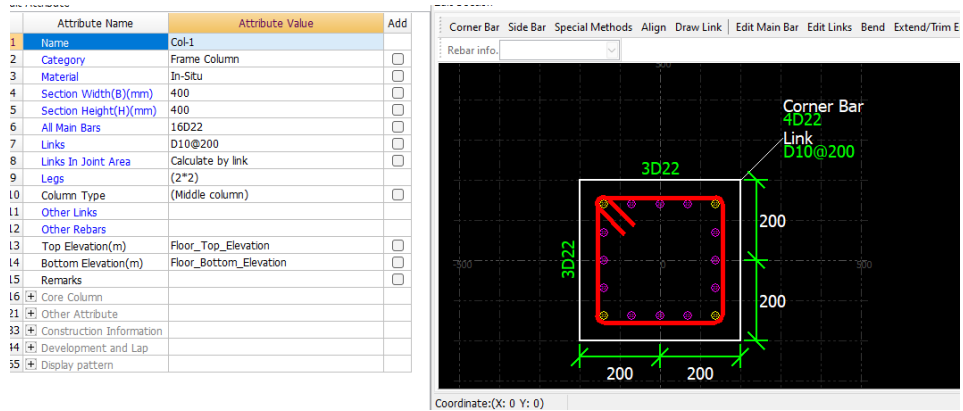 Attribute Name Attribute Value Add
1 Name Col-1
2 Category Frame Column
3 Material In-Situ
4 Section Width(B)(mm) 400
5 Section Height(H)(mm) 400
6 All Main Bars 16D22
7 Links D10@200
8 Links In Joint Area Calculate by link
9 Legs (2*2)
10 Column Type (Middle column)
11 Other Links
12 Other Rebars
13 Top Elevation(m) Floor_Top_Elevation
14 Bottom Elevation(m) Floor_Bottom_Elevation
15 Remarks
16 Core Column
21 Other Attribute
33 Construction Information
44 Development and Lap
55 Display pattern
Corner Bar Side Bar Special Methods Align Draw Link Edit Main Bar Edit Links Bend Extend/Trim E
Rebar info.
500
Corner Bar
4D22
Link
D10@200
3D22
200
3D22
-500 0 500
200
200 200
Coordinate:(X: 0 Y: 0)